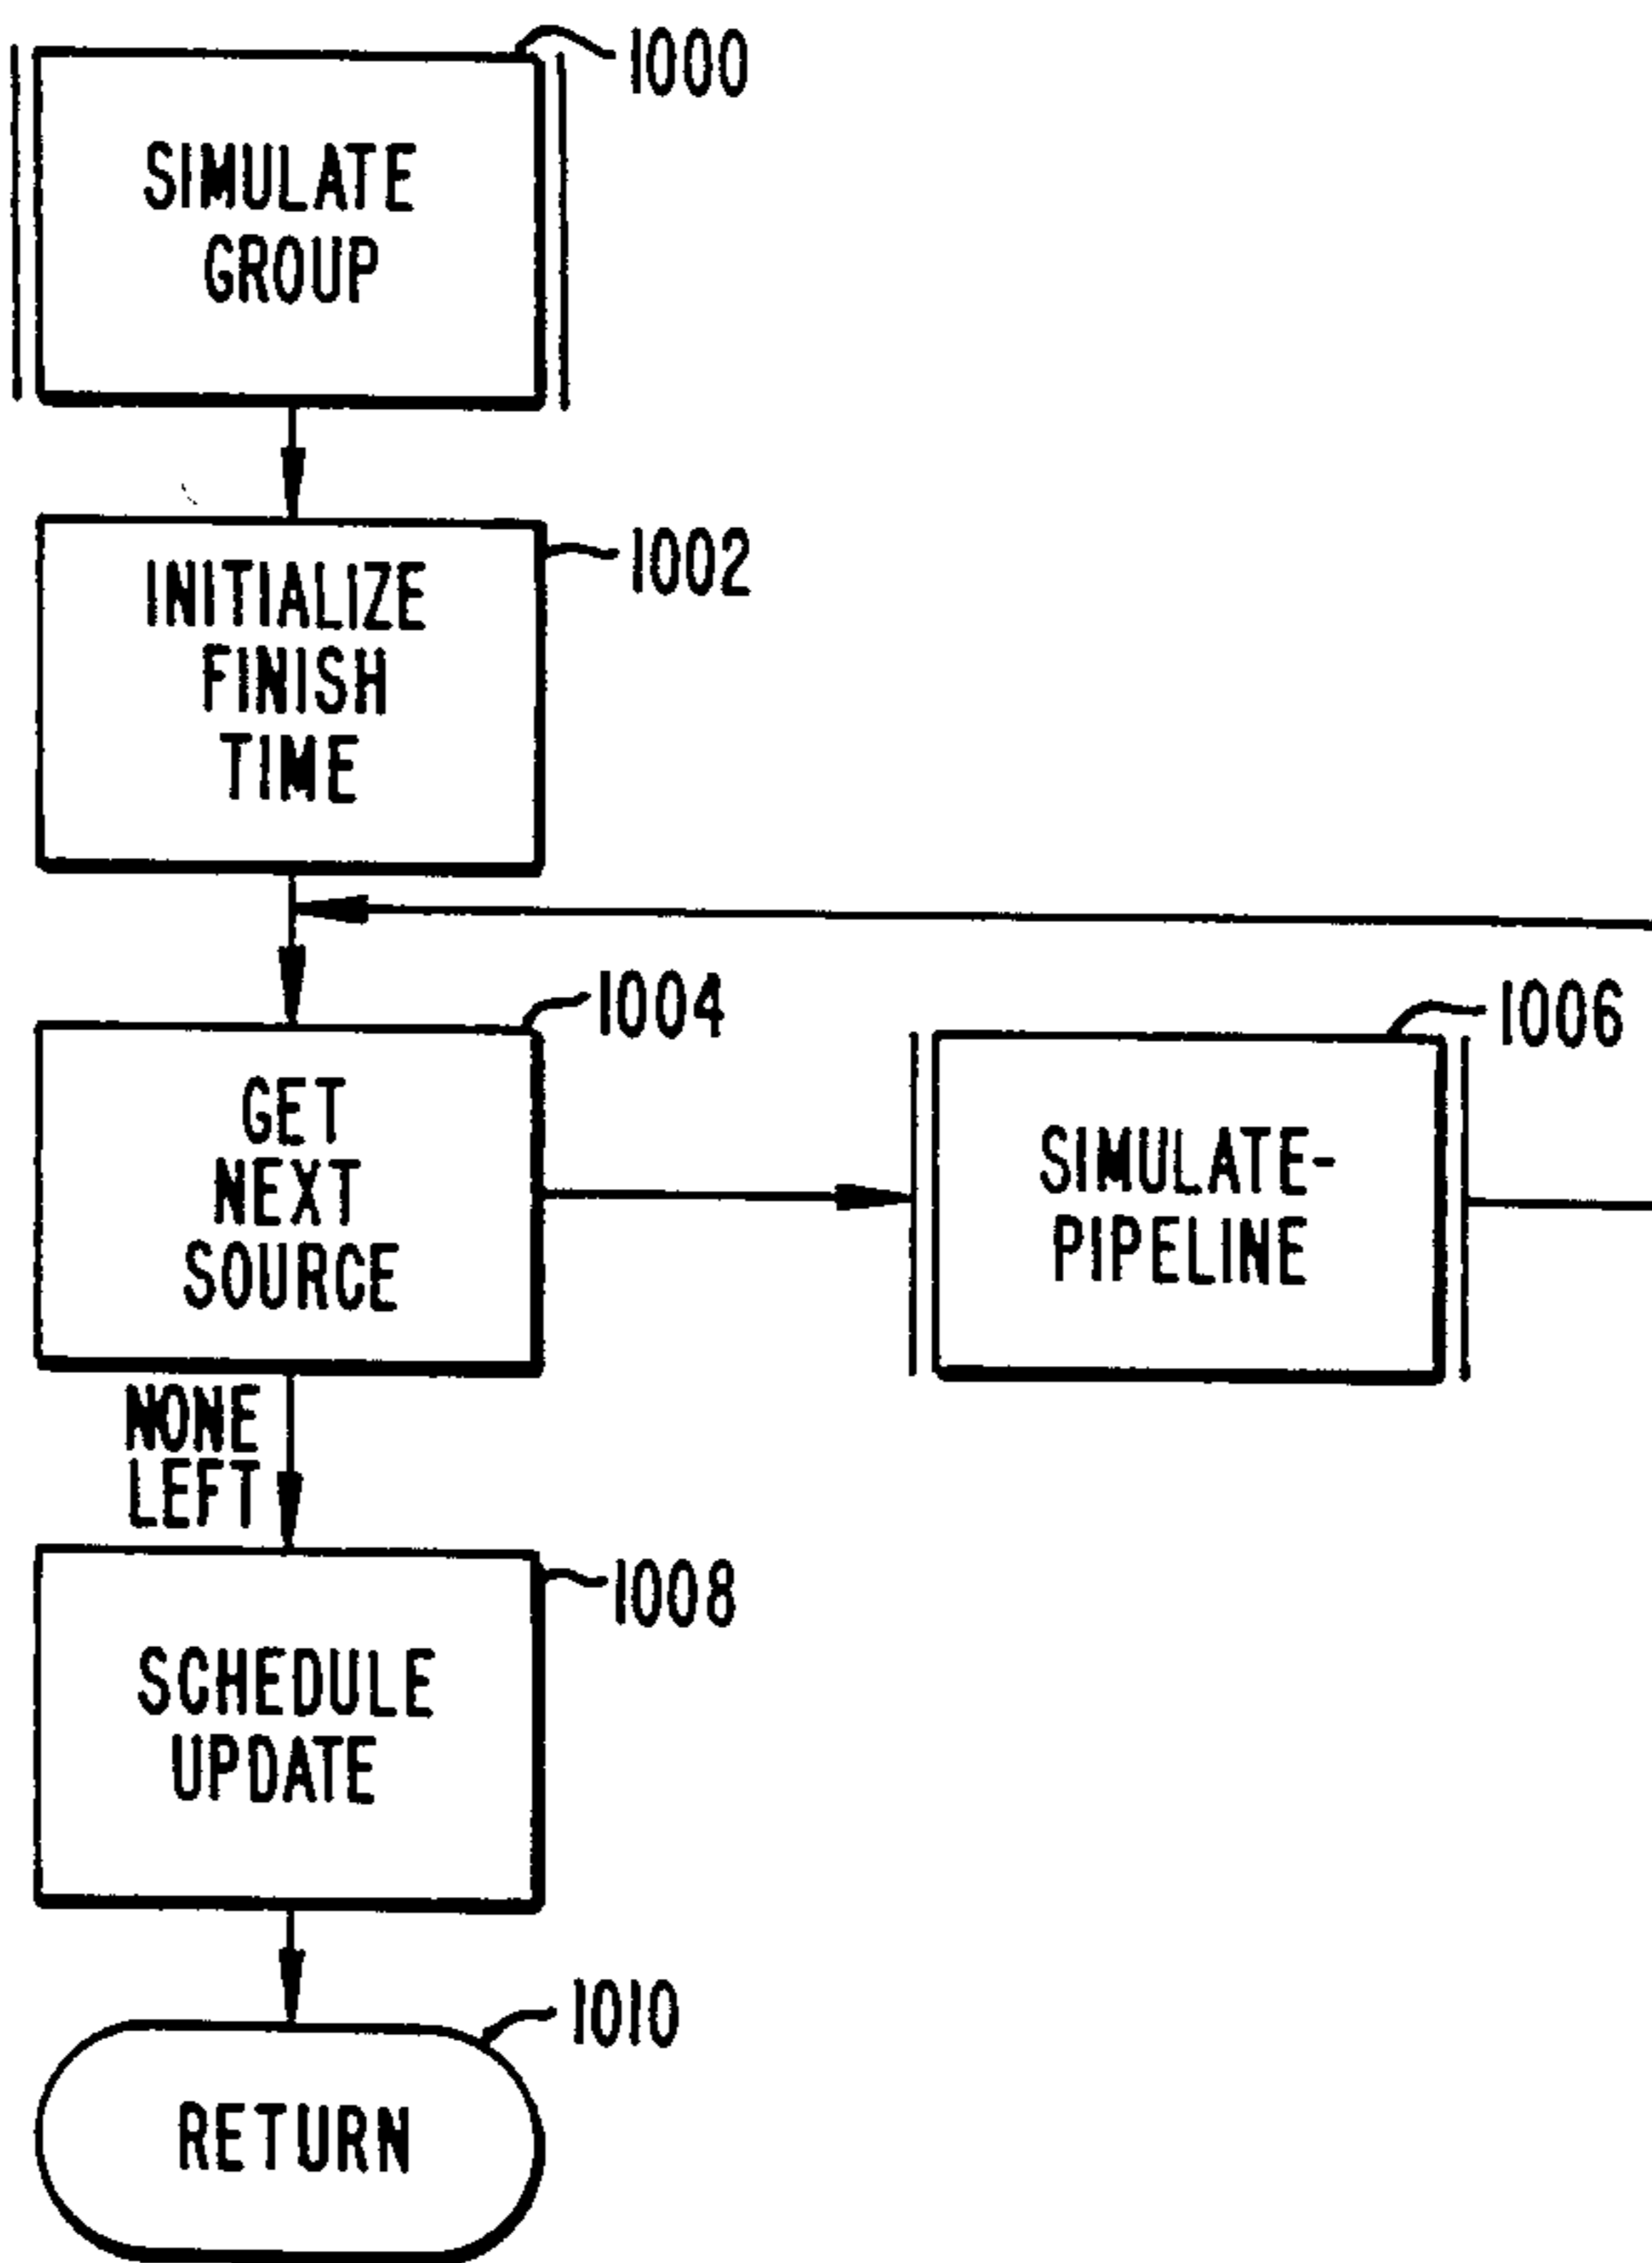 1000
SIMULATE
GROUP
1002
INITIALIZE
FINISH
TIME
1004
GET
NEXT
SOURCE
1006
SIMULATE-
PIPELINE
NONE
LEFT
1008
SCHEDULE
UPDATE
1010
RETURN